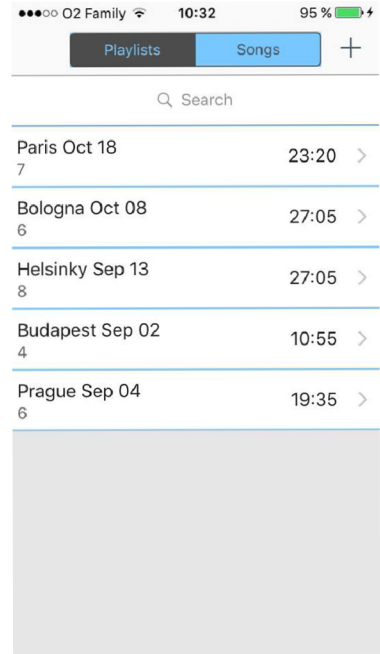 O2 Family 10:32 95 %
Playlists Songs
Search
Paris Oct 18 23:20
7
Bologna Oct 08 27:05
6
Helsinky Sep 13 27:05
8
Budapest Sep 02 10:55
4
Prague Sep 04 19:35
6